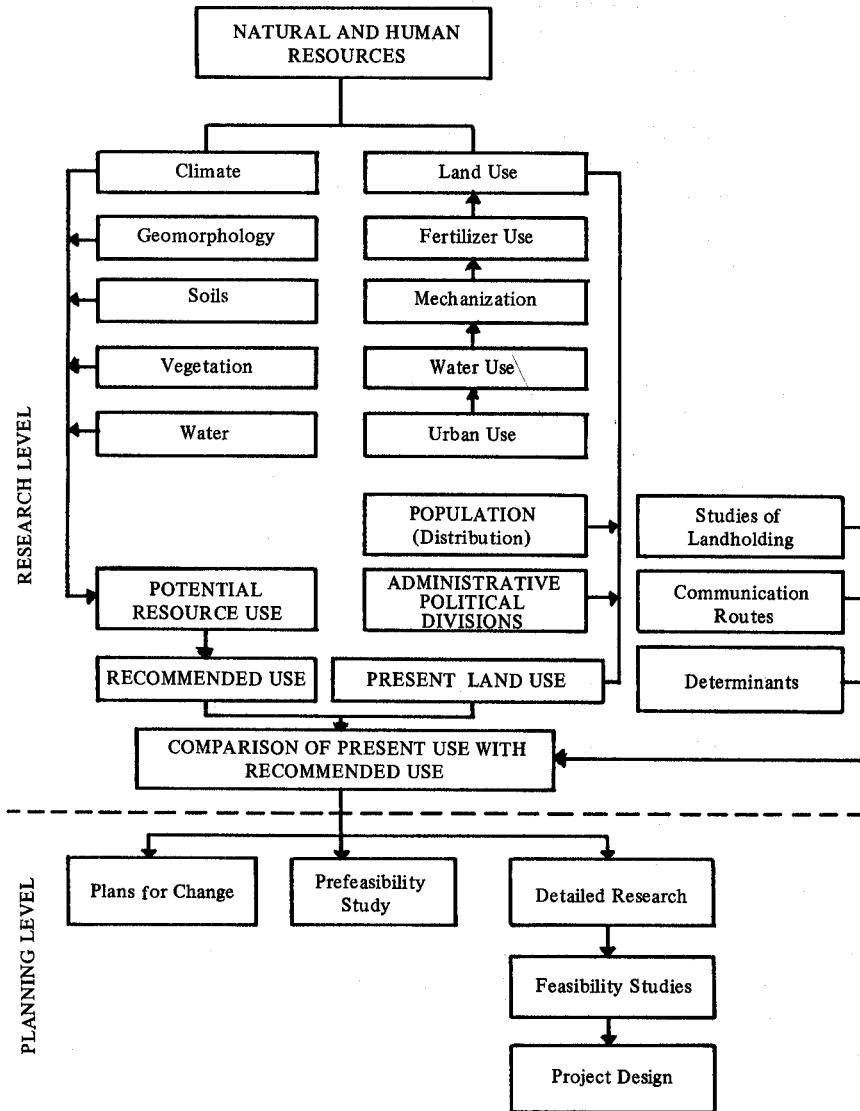 NATURAL AND HUMAN
RESOURCES
Climate
Land Use
Geomorphology
Fertilizer Use
Soils
Mechanization
Vegetation
Water Use
Water
Urban Use
RESEARCH LEVEL
POPULATION
(Distribution)
Studies of
Landholding
POTENTIAL
RESOURCE USE
ADMINISTRATIVE
POLITICAL
DIVISIONS
Communication
Routes
RECOMMENDED USE
PRESENT LAND USE
Determinants
COMPARISON OF PRESENT USE WITH
RECOMMENDED USE
PLANNING LEVEL
Plans for Change
Prefeasibility
Study
Detailed Research
Feasibility Studies
Project Design